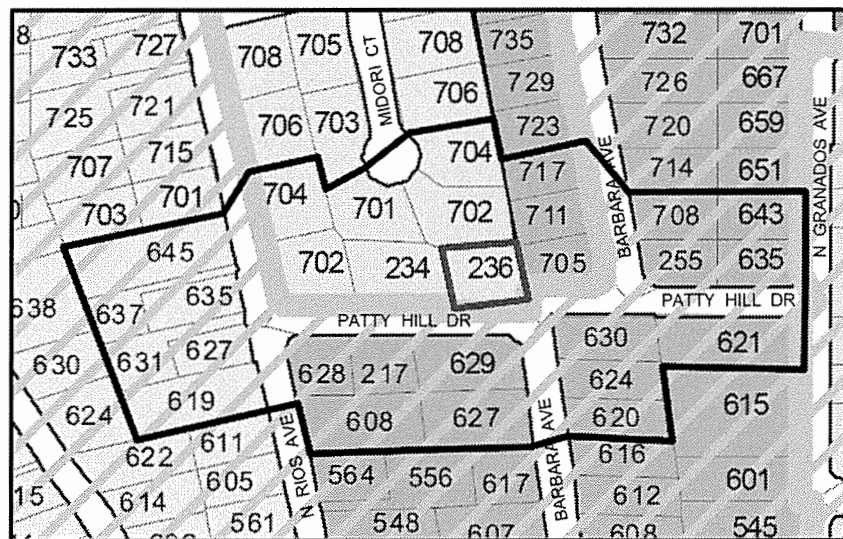 8 733 727 708 705 MIDORI CT 708 735 732 701
725 721 729 726 667 N GRANADOS AVE
706 703 706 723 720 659
707 715 704 BARBARA AVE 714 651
703 701 704 701 702 717 708 643
645 711
638 637 635 702 234 236 705 255 635
PATTY HILL DR PATTY HILL DR
630 631 627 628 217 629 630 621
624 619 608 627 624 615
622 611 N RIOS AVE BARBARA AVE 620
605 564 556 617 616 601
15 614 612
561 548 607 608 545